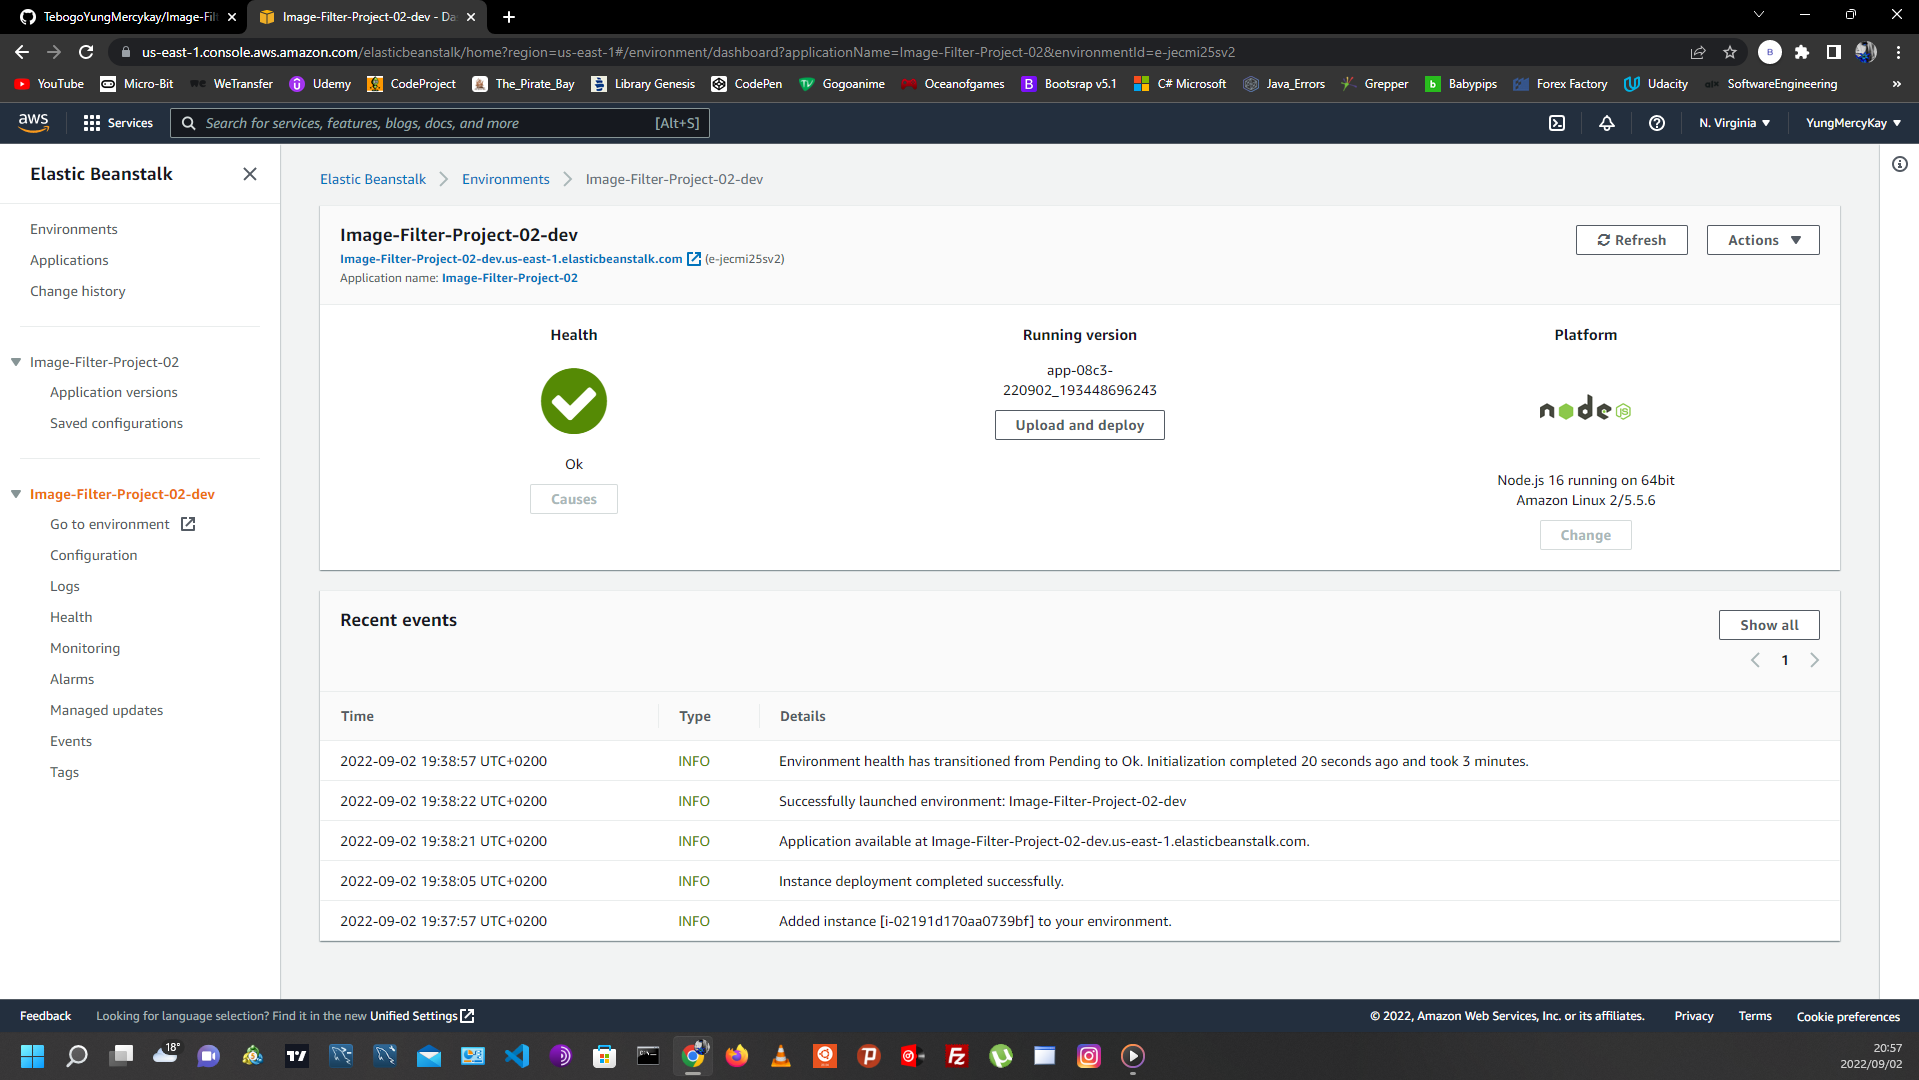 TebogoYungMercykay/Image-Filt
Image-Filter-Project-02-dev - Da
us-east-1.console.aws.amazon.com/elasticbeanstalk/home?region=us-east-1#/environment/dashboard?applicationName=Image-Filter-Project-02&environmentId=e-jecmi25sv2
B
YouTube Micro-Bit WeTransfer Udemy CodeProject The_Pirate_Bay Library Genesis CodePen Gogoanime Oceanofgames Bootsrap v5.1 C# Microsoft Java_Errors Grepper Babypips Forex Factory Udacity SoftwareEngineering »
aws Services Search for services, features, blogs, docs, and more [Alt+S] N. Virginia YungMercyKay
Elastic Beanstalk
Environments
Applications
Change history
Image-Filter-Project-02
Application versions
Saved configurations
Image-Filter-Project-02-dev
Go to environment
Configuration
Logs
Health
Monitoring
Alarms
Managed updates
Events
Tags
Elastic Beanstalk Environments Image-Filter-Project-02-dev
Image-Filter-Project-02-dev
Image-Filter-Project-02-dev.us-east-1.elasticbeanstalk.com (e-jecmi25sv2)
Application name: Image-Filter-Project-02
Refresh Actions
Health
Ok
Causes
Running version
app-08c3-
220902_193448696243
Upload and deploy
Platform
node JS
Node.js 16 running on 64bit
Amazon Linux 2/5.5.6
Change
Recent events
Show all
1
Time Type Details
2022-09-02 19:38:57 UTC+0200 INFO Environment health has transitioned from Pending to Ok. Initialization completed 20 seconds ago and took 3 minutes.
2022-09-02 19:38:22 UTC+0200 INFO Successfully launched environment: Image-Filter-Project-02-dev
2022-09-02 19:38:21 UTC+0200 INFO Application available at Image-Filter-Project-02-dev.us-east-1.elasticbeanstalk.com.
2022-09-02 19:38:05 UTC+0200 INFO Instance deployment completed successfully.
2022-09-02 19:37:57 UTC+0200 INFO Added instance [i-02191d170aa0739bf] to your environment.
Feedback Looking for language selection? Find it in the new Unified Settings © 2022, Amazon Web Services, Inc. or its affiliates. Privacy Terms Cookie preferences
18°
20:57
2022/09/02